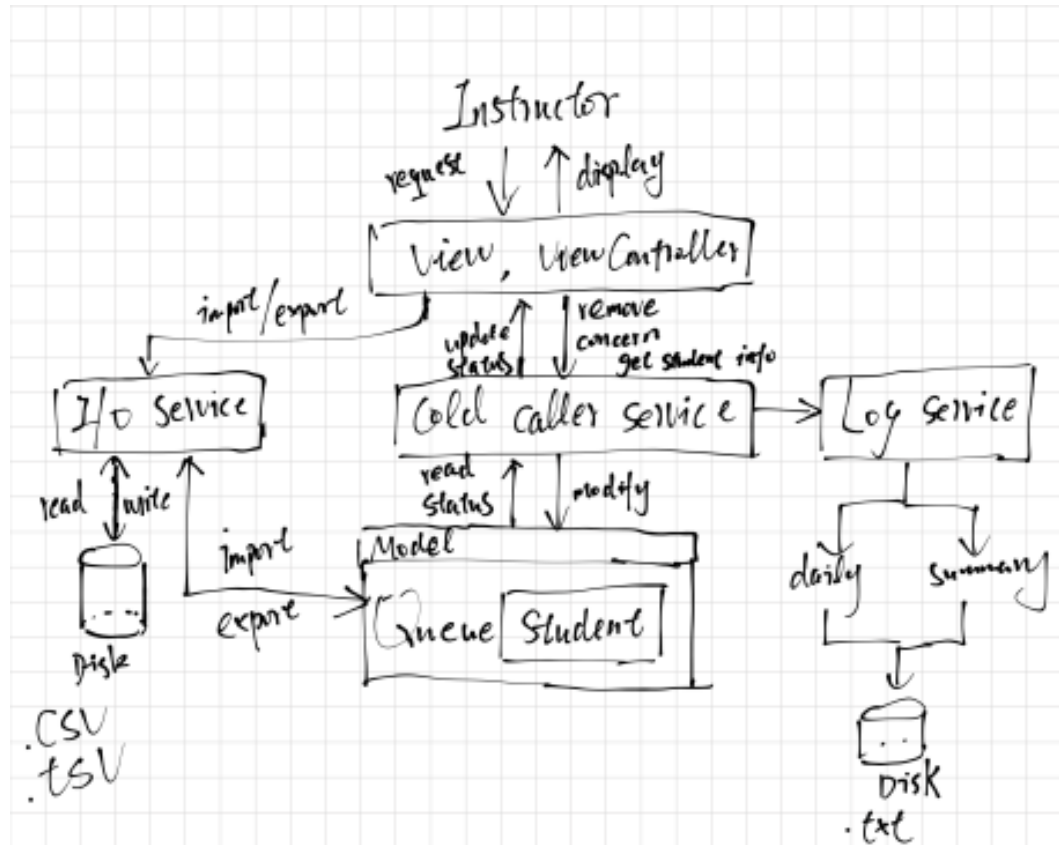 Instructor
request
display
View, ViewController
import/export
update
status
remove
concern
get student info
I/O Service
Cold Caller Service
Log Service
read
write
read
status
modify
import
export
Model
Queue
Student
daily
summary
Disk
.CSV
.tSV
Disk
.txt